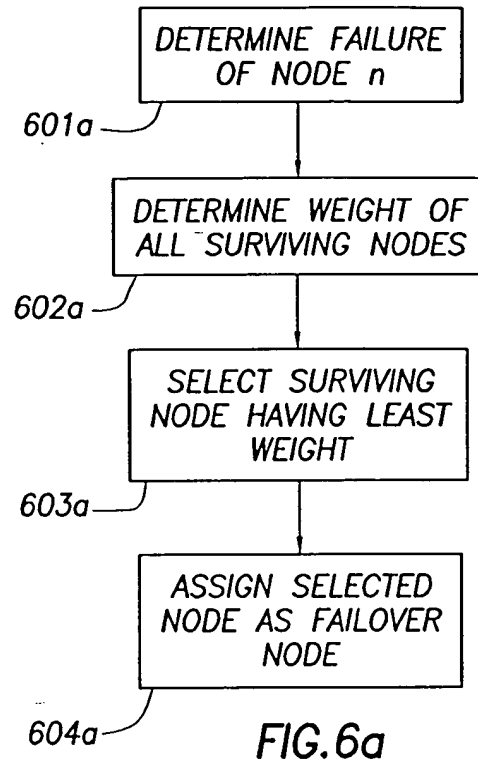 DETERMINE FAILURE
OF NODE n
601a
DETERMINE WEIGHT OF
ALL SURVIVING NODES
602a
SELECT SURVIVING
NODE HAVING LEAST
WEIGHT
603a
ASSIGN SELECTED
NODE AS FAILOVER
NODE
604a
FIG.6a